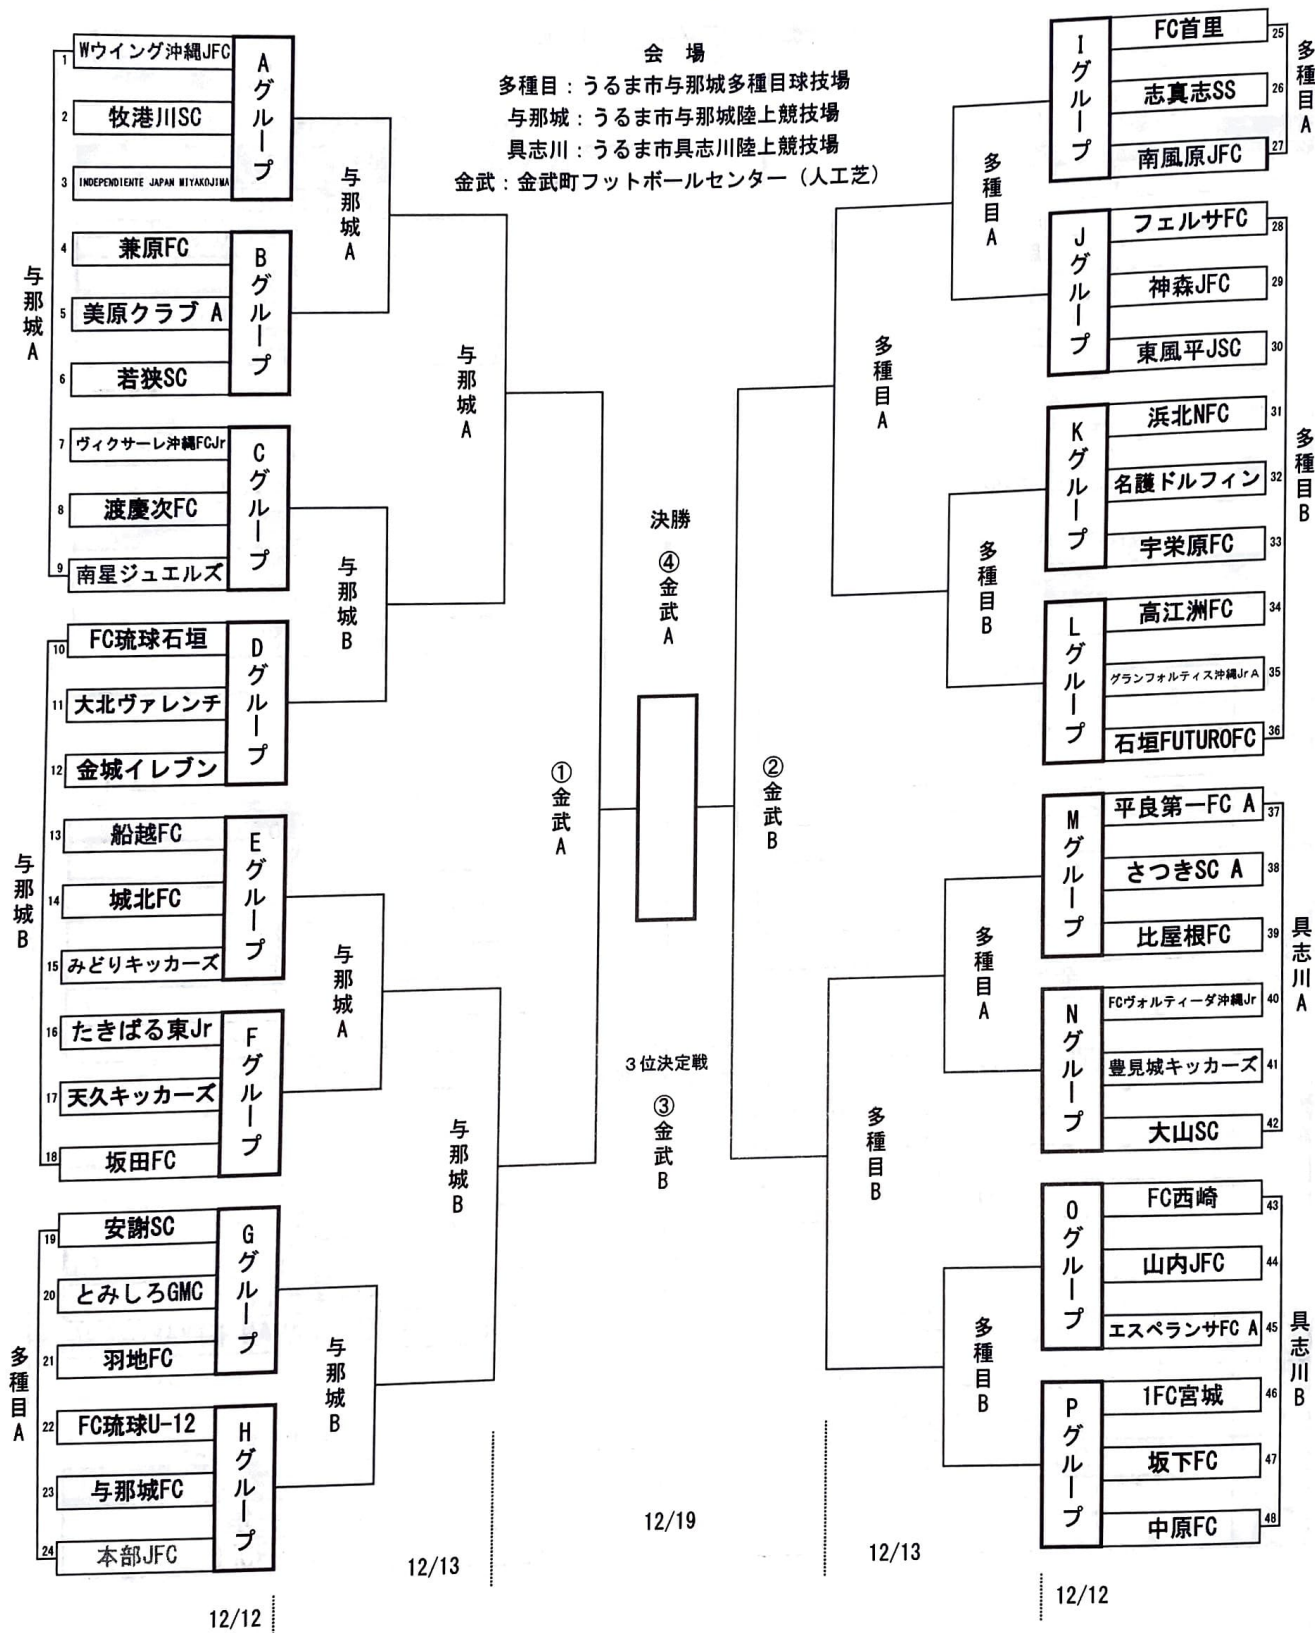 会 場
多種目：うるま市与那城多種目球技場
与那城：うるま市与那城陸上競技場
具志川：うるま市具志川陸上競技場
金武：金武町フットボールセンター（人工芝）
与那城A
1 Wウイング沖縄JFC
2 牧港川SC
3 INDEPENDIENTE JAPAN MIYAKOJIMA
Aグループ
4 兼原FC
5 美原クラブ A
6 若狭SC
Bグループ
7 ヴィクサーレ沖縄FCJr
8 渡慶次FC
9 南星ジュエルズ
Cグループ
与那城B
10 FC琉球石垣
11 大北ヴァレンチ
12 金城イレブン
Dグループ
13 船越FC
14 城北FC
15 みどりキッカーズ
Eグループ
16 たきばる東Jr
17 天久キッカーズ
18 坂田FC
Fグループ
多種目A
19 安謝SC
20 とみしろGMC
21 羽地FC
Gグループ
22 FC琉球U-12
23 与那城FC
24 本部JFC
Hグループ
与那城A
与那城B
与那城A
与那城B
与那城A
与那城B
①金武A
決勝
④金武A
②金武B
3位決定戦
③金武B
多種目A
多種目B
多種目A
多種目B
多種目A
多種目B
Iグループ
FC首里 25
志真志SS 26
南風原JFC 27
多種目A
Jグループ
フェルサFC 28
神森JFC 29
東風平JSC 30
Kグループ
浜北NFC 31
名護ドルフィン 32
宇栄原FC 33
多種目B
Lグループ
高江洲FC 34
グランフォルティス沖縄Jr A 35
石垣FUTUROFC 36
Mグループ
平良第一FC A 37
さつきSC A 38
比屋根FC 39
具志川A
Nグループ
FCヴォルティーダ沖縄Jr 40
豊見城キッカーズ 41
大山SC 42
Oグループ
FC西崎 43
山内JFC 44
エスペランサFC A 45
具志川B
Pグループ
1FC宮城 46
坂下FC 47
中原FC 48
12/12
12/13
12/19
12/13
12/12